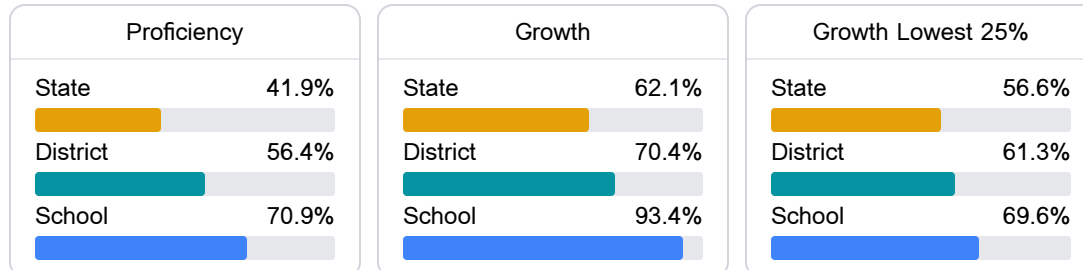 Proficiency
State 41.9%
District 56.4%
School 70.9%
Growth
State 62.1%
District 70.4%
School 93.4%
Growth Lowest 25%
State 56.6%
District 61.3%
School 69.6%